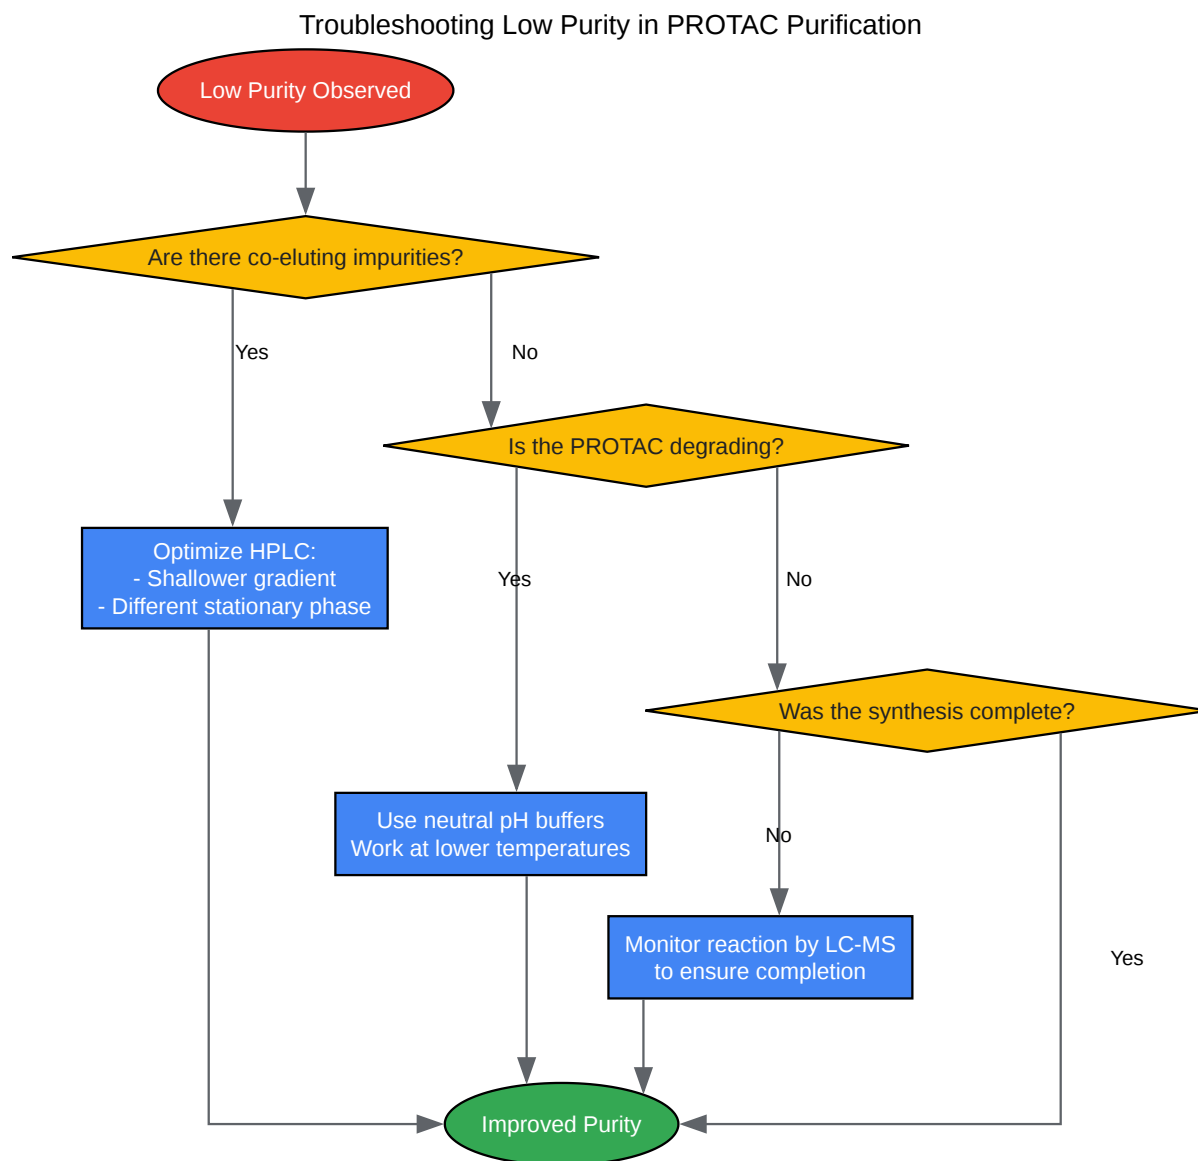 Troubleshooting Low Purity in PROTAC Purification
Low Purity Observed
Are there co-eluting impurities?
Yes
No
Is the PROTAC degrading?
Optimize HPLC:
- Shallower gradient
- Different stationary phase
Yes
No
Was the synthesis complete?
Use neutral pH buffers
Work at lower temperatures
No
Monitor reaction by LC-MS
to ensure completion
Yes
Improved Purity